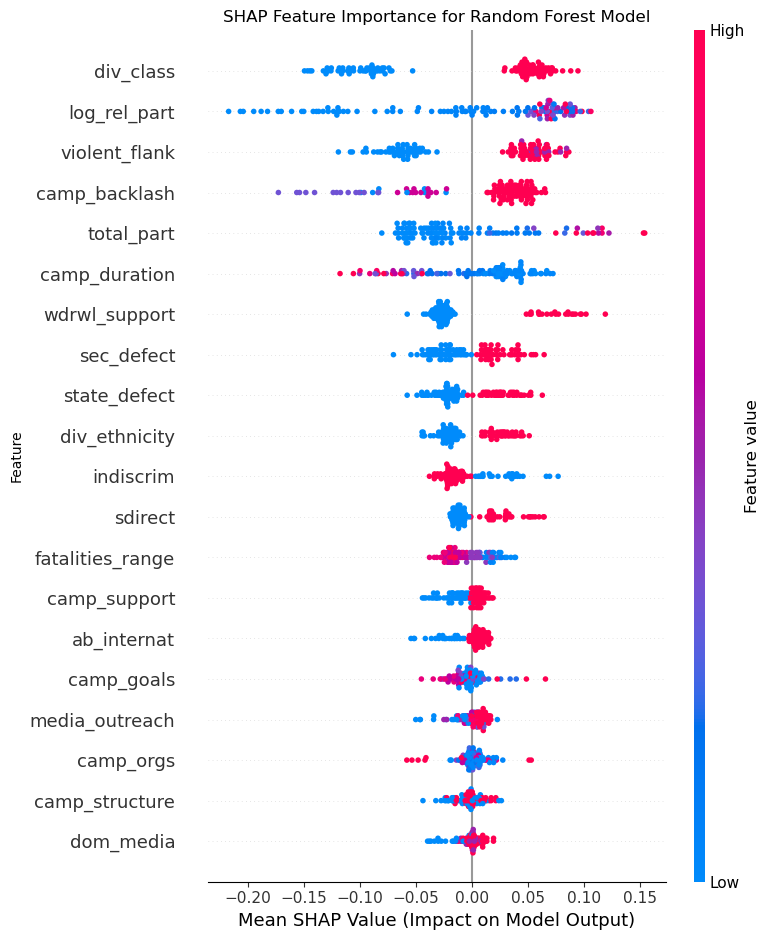 SHAP Feature Importance for Random Forest Model
High
div_class
log_rel_part
violent_flank
camp_backlash
total_part
camp_duration
wdrwl_support
sec_defect
state_defect
div_ethnicity
indiscrim
sdirect
fatalities_range
camp_support
ab_internat
camp_goals
media_outreach
camp_orgs
camp_structure
dom_media
Feature
Feature value
Low
−0.20 −0.15 −0.10 −0.05 0.00 0.05 0.10 0.15
Mean SHAP Value (Impact on Model Output)